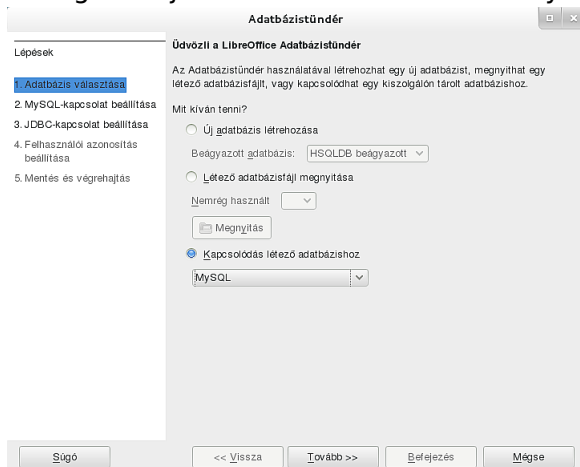 Adatbázistündér
Lépések
1. Adatbázis választása
2. MySQL-kapcsolat beállítása
3. JDBC-kapcsolat beállítása
4. Felhasználói azonosítás
beállítása
5. Mentés és végrehajtás
Üdvözli a LibreOffice Adatbázistündér
Az Adatbázistündér használatával létrehozhat egy új adatbázist, megnyithat egy
létező adatbázisfájlt, vagy kapcsolódhat egy kiszolgálón tárolt adatbázishoz.
Mit kíván tenni?
Új adatbázis létrehozása
Beágyazott adatbázis: HSQLDB beágyazott
Létező adatbázisfájl megnyitása
Nemrég használt
Megnyitás
Kapcsolódás létező adatbázishoz
MySQL
Súgó << Vissza Tovább >> Befejezés Mégse